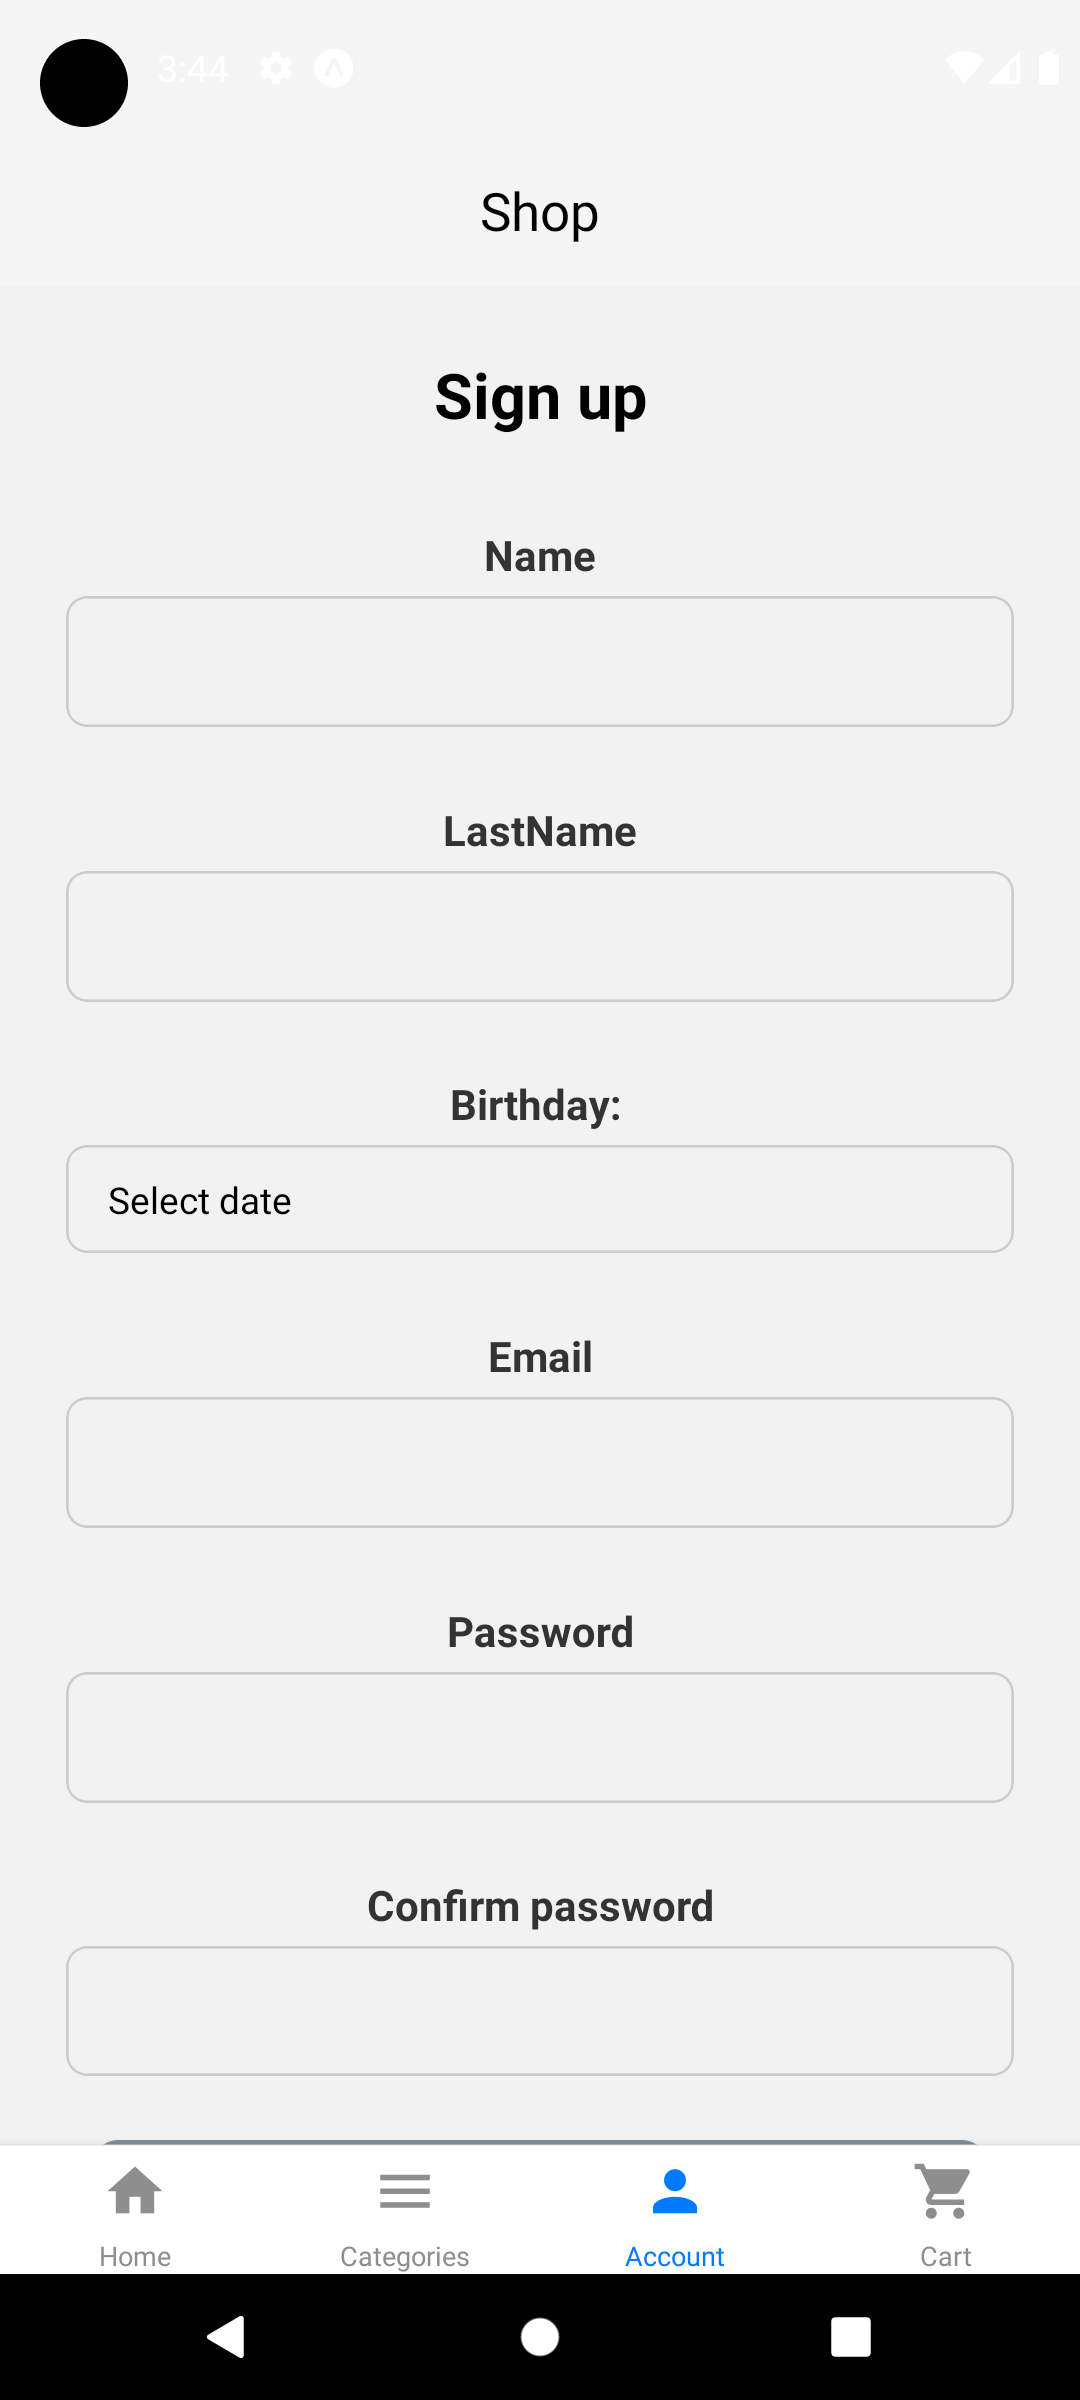 3:44
Shop
Sign up
Name
LastName
Birthday:
Select date
Email
Password
Confirm password
Home
Categories
Account
Cart